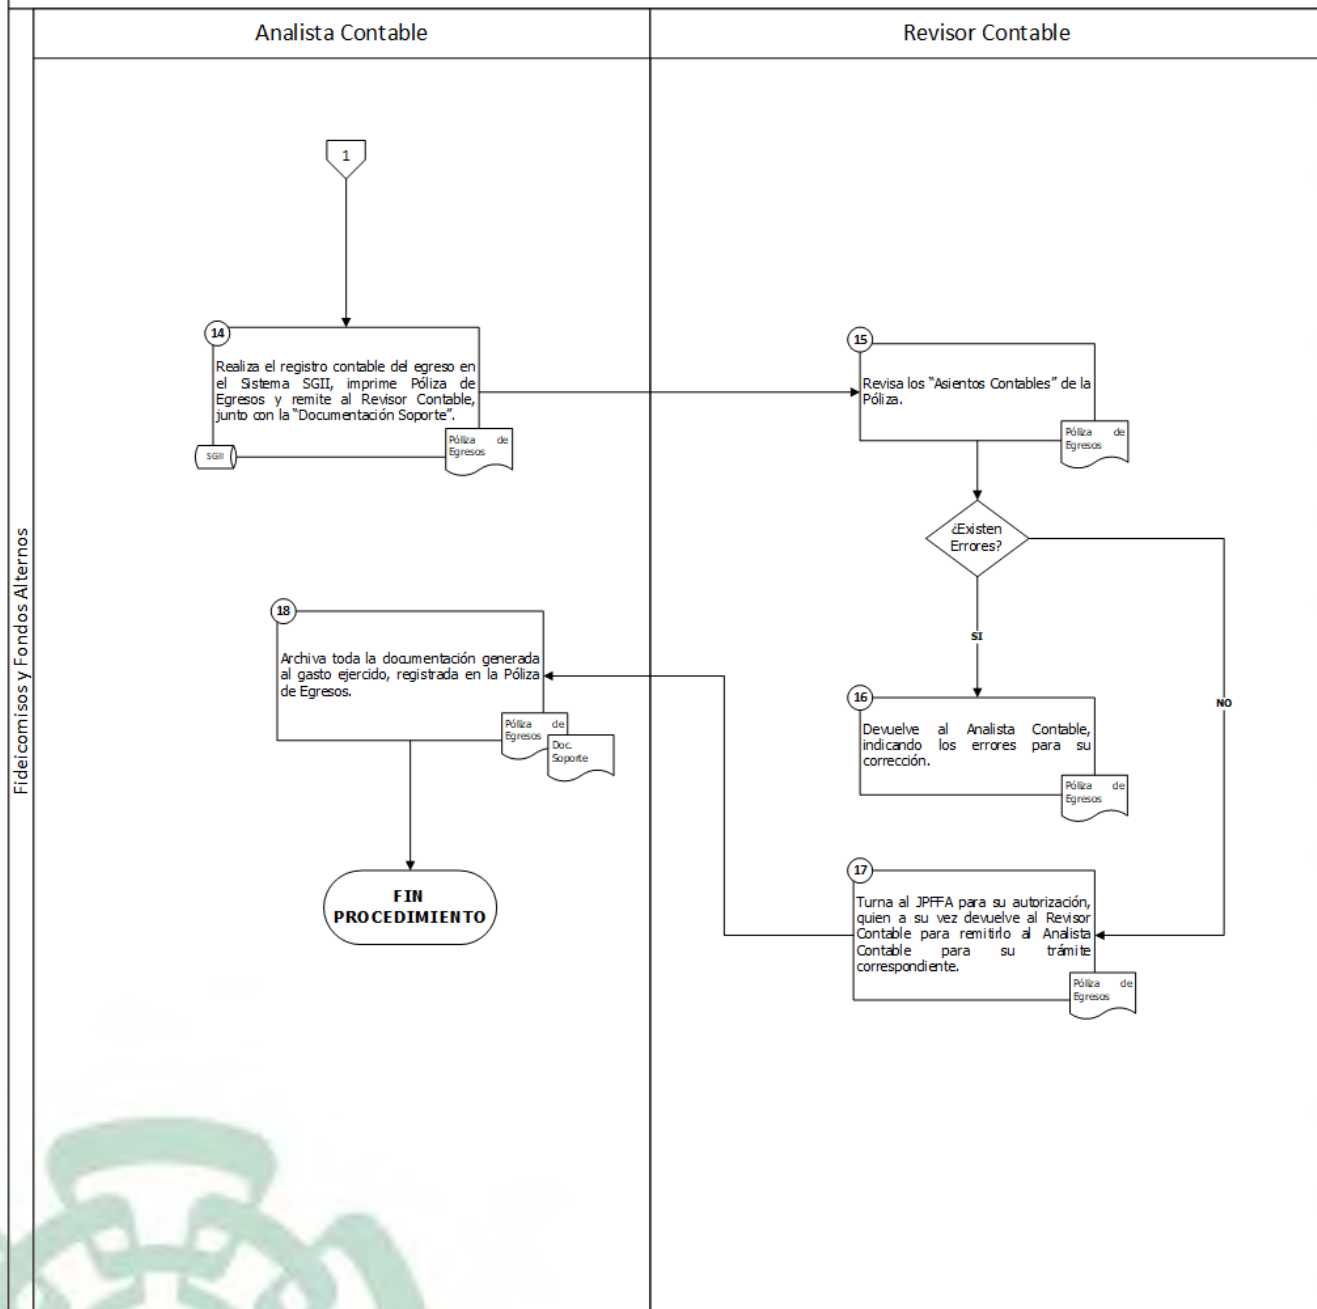 Analista Contable
Revisor Contable
Fideicomisos y Fondos Alternos
1
14
Realiza el registro contable del egreso en
el Sistema SGII, imprime Póliza de
Egresos y remite al Revisor Contable,
junto con la “Documentación Soporte”.
SGII
Póliza de
Egresos
15
Revisa los “Asientos Contables” de la
Póliza.
Póliza de
Egresos
¿Existen
Errores?
SI
NO
16
Devuelve al Analista Contable,
indicando los errores para su
corrección.
Póliza de
Egresos
17
Turna al JPFFA para su autorización,
quien a su vez devuelve al Revisor
Contable para remitirlo al Analista
Contable para su trámite
correspondiente.
Póliza de
Egresos
18
Archiva toda la documentación generada
al gasto ejercido, registrada en la Póliza
de Egresos.
Póliza de
Egresos
Doc.
Soporte
FIN
PROCEDIMIENTO